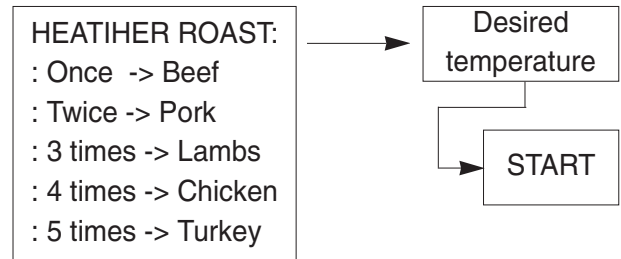 HEATIHER ROAST:
: Once -> Beef
: Twice -> Pork
: 3 times -> Lambs
: 4 times -> Chicken
: 5 times -> Turkey
Desired
temperature
START